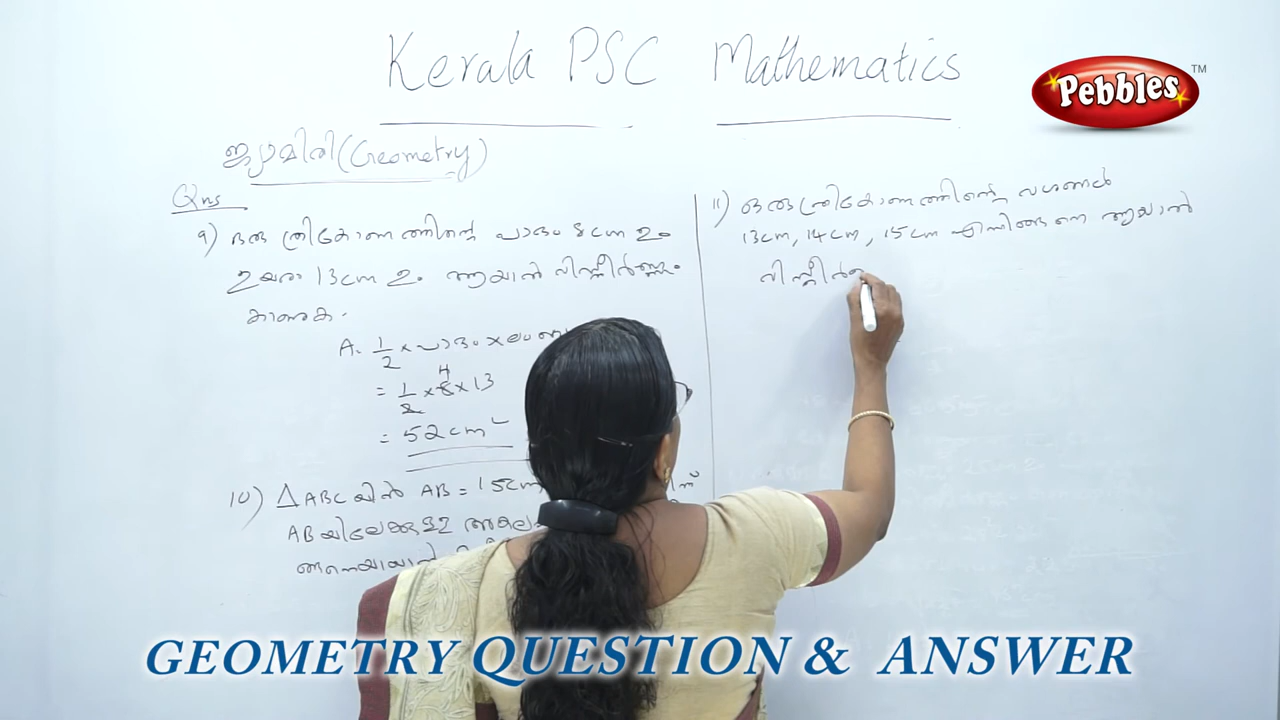 Kerala PSC Mathematics
Pebbles TM
ജ്യാമിതി (Geometry)
Qns
9) ഒരു ത്രികോണത്തിന്റെ പാദം 8cm ഉം
ഉയരം 13cm ഉം ആയാൽ വിസ്തീർണ്ണം
കാണുക.
A = 1/2 × പാദം ×
= 1/2 × 8 4 × 13
= 52cm²
10) △ABC യിൽ AB = 15cm
AB യിലേക്കുള്ള
11) ഒരു ത്രികോണത്തിന്റെ വശങ്ങൾ
13cm, 14cm, 15cm എന്നിങ്ങനെ ആയാൽ
വിസ്തീർണ
GEOMETRY QUESTION & ANSWER